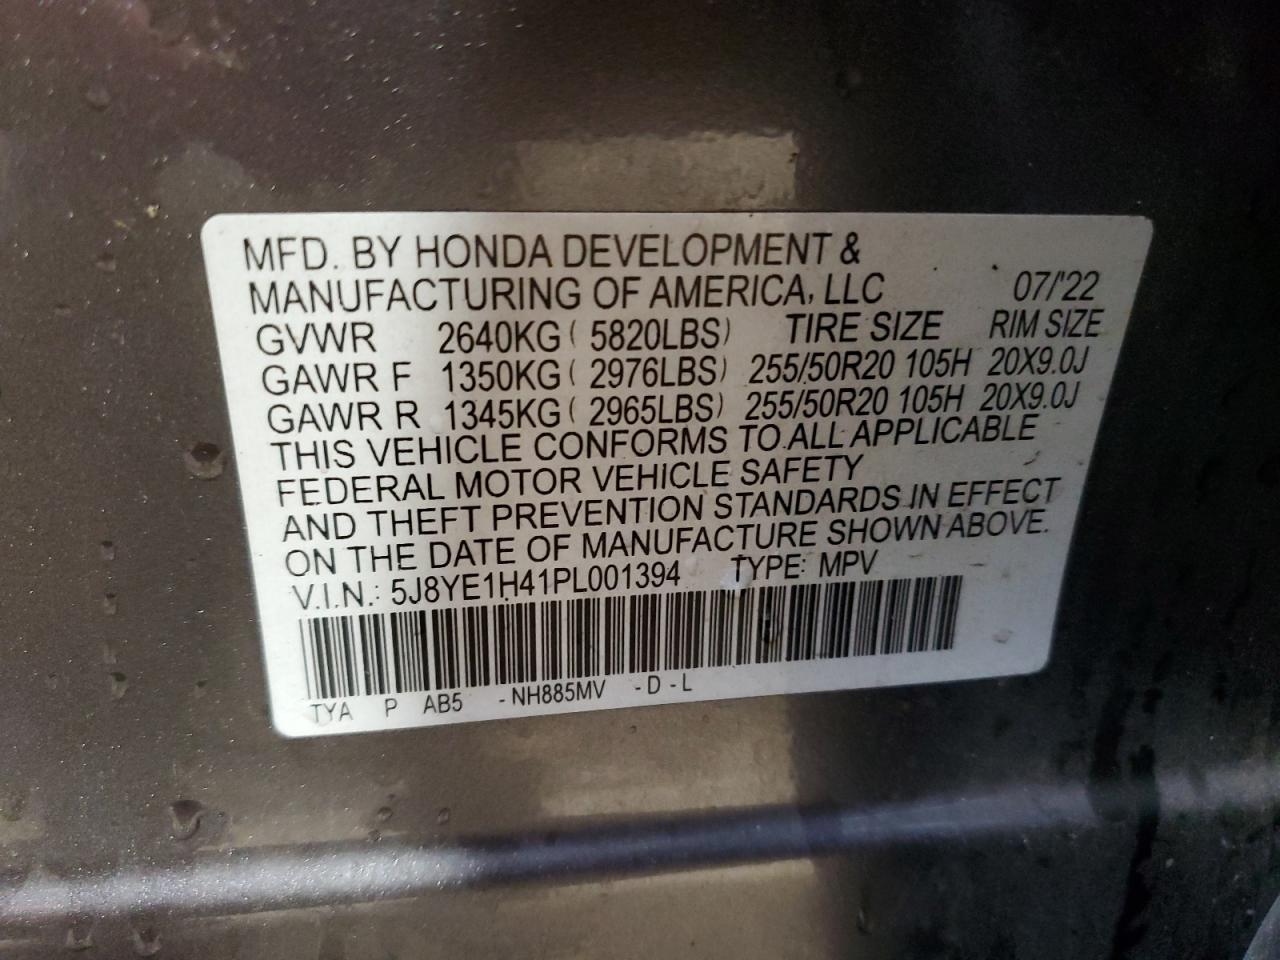 MFD. BY HONDA DEVELOPMENT &
MANUFACTURING OF AMERICA, LLC 07/'22
GVWR 2640KG ( 5820LBS) TIRE SIZE RIM SIZE
GAWR F 1350KG ( 2976LBS) 255/50R20 105H 20X9.0J
GAWR R 1345KG ( 2965LBS) 255/50R20 105H 20X9.0J
THIS VEHICLE CONFORMS TO ALL APPLICABLE
FEDERAL MOTOR VEHICLE SAFETY
AND THEFT PREVENTION STANDARDS IN EFFECT
ON THE DATE OF MANUFACTURE SHOWN ABOVE.
V.I.N.: 5J8YE1H41PL001394 TYPE: MPV
TYA P AB5 -NH885MV -D-L